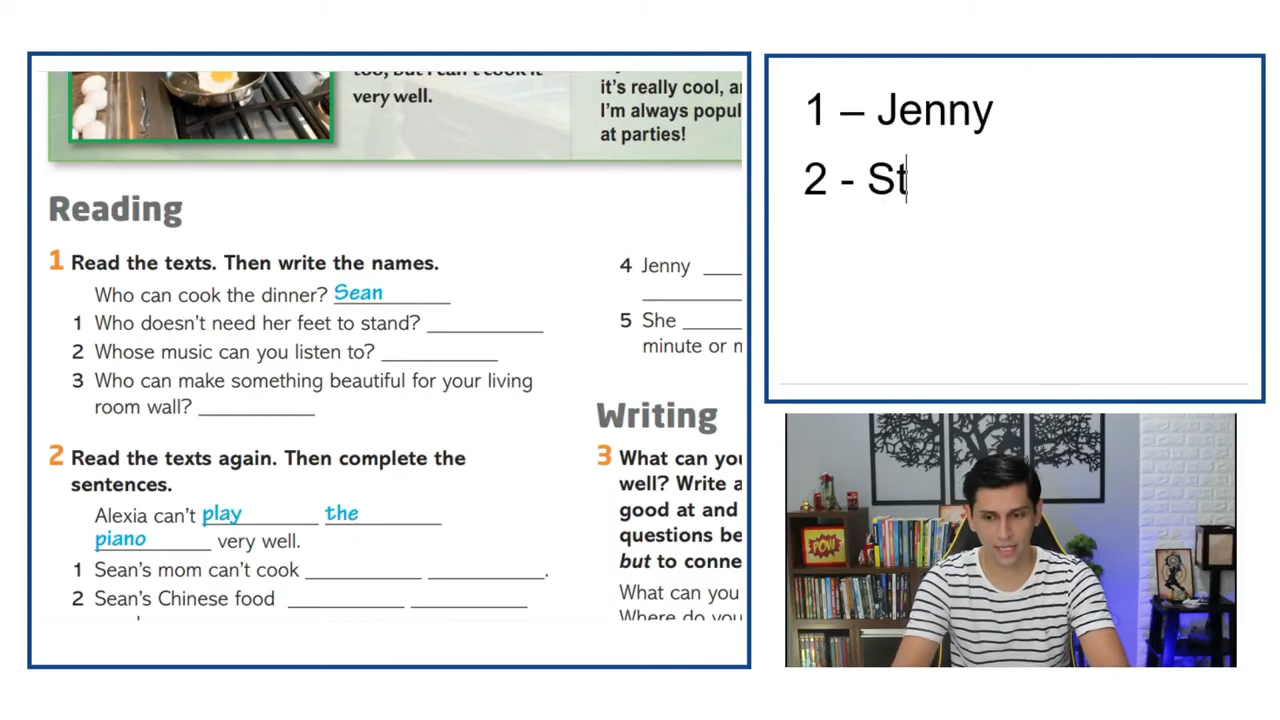 very well.
it's really cool, a
I'm always popul
at parties!
1 – Jenny
2 - St
Reading
1 Read the texts. Then write the names.
Who can cook the dinner? Sean
1 Who doesn't need her feet to stand?
2 Whose music can you listen to?
3 Who can make something beautiful for your living
room wall?
2 Read the texts again. Then complete the
sentences.
Alexia can't play the
piano very well.
1 Sean's mom can't cook .
2 Sean's Chinese food
4 Jenny
5 She
minute or m
Writing
3 What can you
well? Write a
good at and
questions be
but to conne
What can you
Where do you
POW!